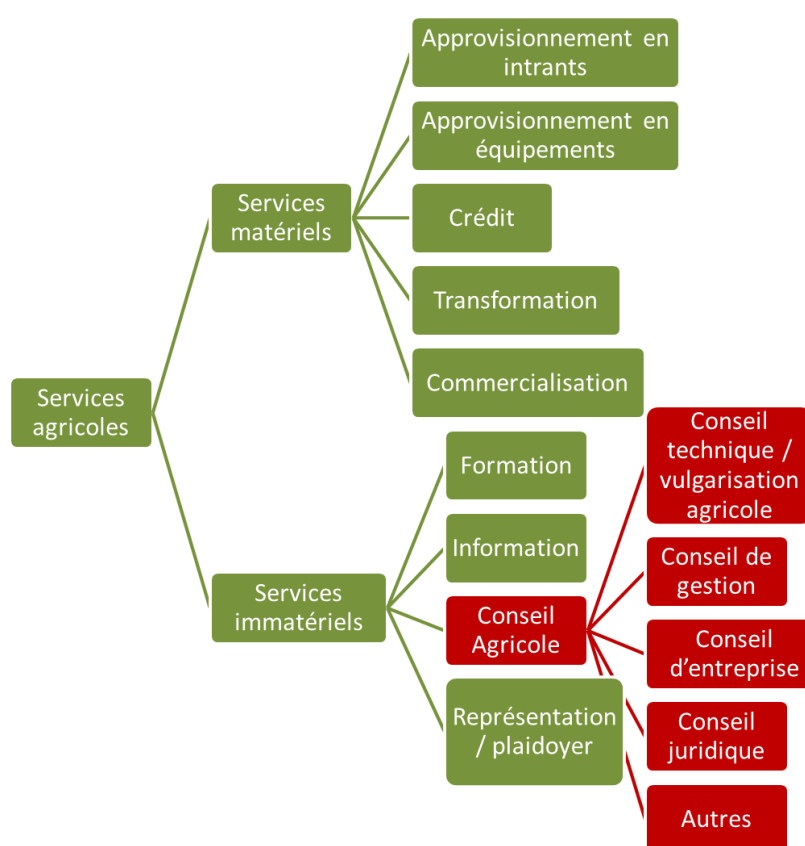 Approvisionnement en
intrants
Approvisionnement en
équipements
Services
matériels
Crédit
Transformation
Commercialisation
Services
agricoles
Conseil
technique /
vulgarisation
agricole
Formation
Information
Conseil de
gestion
Services
immatériels
Conseil
Agricole
Conseil
d’entreprise
Représentation
/ plaidoyer
Conseil
juridique
Autres